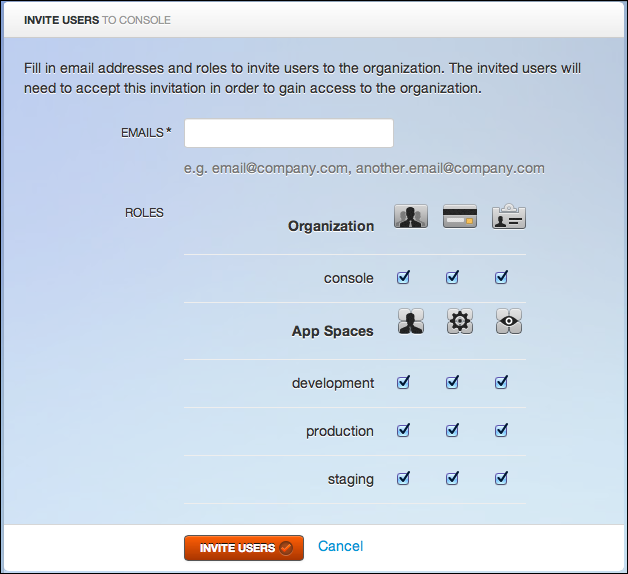 INVITE USERS TO CONSOLE
Fill in email addresses and roles to invite users to the organization. The invited users will
need to accept this invitation in order to gain access to the organization.
EMAILS *
e.g. email@company.com, another.email@company.com
ROLES
Organization
console
App Spaces
development
production
staging
INVITE USERS Cancel